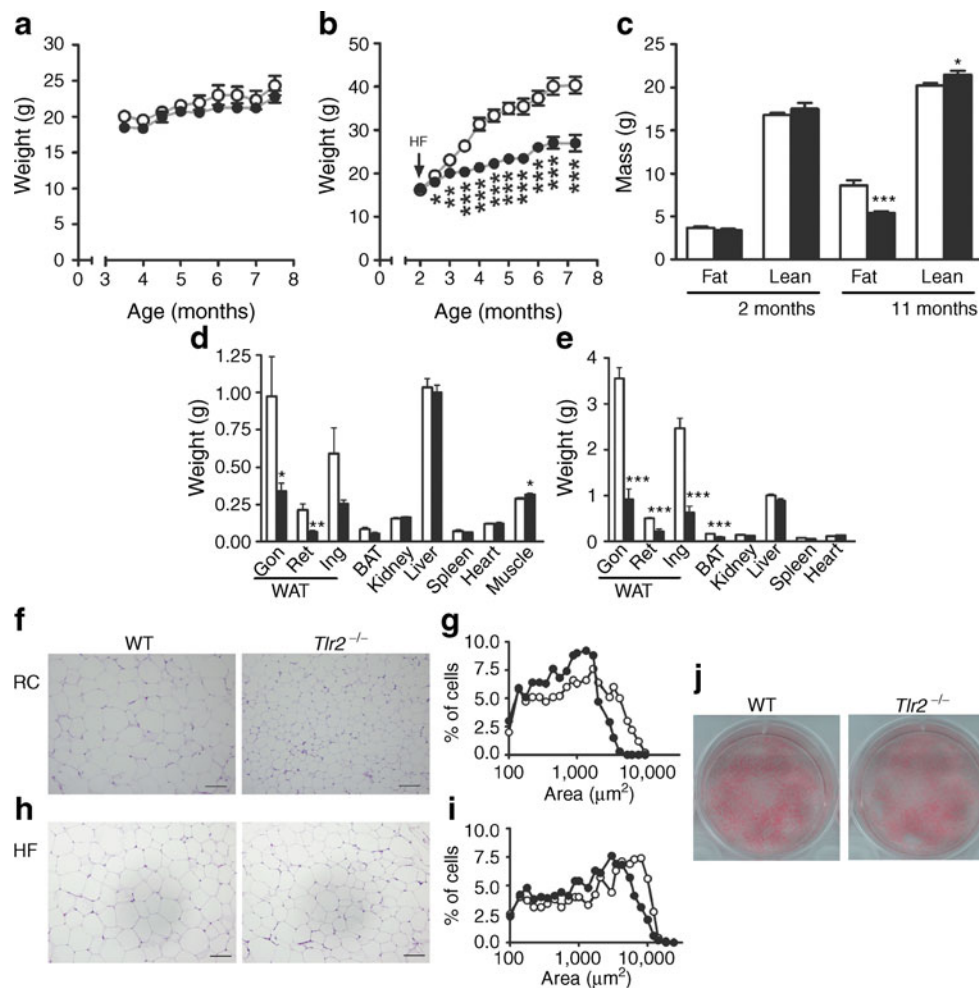 a
b
c
30
25
20
15
10
5
0
Weight (g)
0 3 4 5 6 7 8
Age (months)
50
40
30
20
10
0
Weight (g)
HF
* ** *** *** *** *** *** *** *** ***
0 2 3 4 5 6 7 8
Age (months)
25
20
15
10
5
0
Mass (g)
***
*
Fat Lean Fat Lean
2 months 11 months
d
e
1.25
1.00
0.75
0.50
0.25
0.00
Weight (g)
*
**
*
Gon Ret Ing BAT Kidney Liver Spleen Heart Muscle
WAT
4
3
2
1
0
Weight (g)
***
***
***
***
Gon Ret Ing BAT Kidney Liver Spleen Heart
WAT
f
WT Tlr2 –/–
RC
g
10.0
7.5
5.0
2.5
0.0
% of cells
100 1,000 10,000
Area (μm²)
h
HF
i
10.0
7.5
5.0
2.5
0.0
% of cells
100 1,000 10,000
Area (μm²)
j
WT Tlr2 –/–